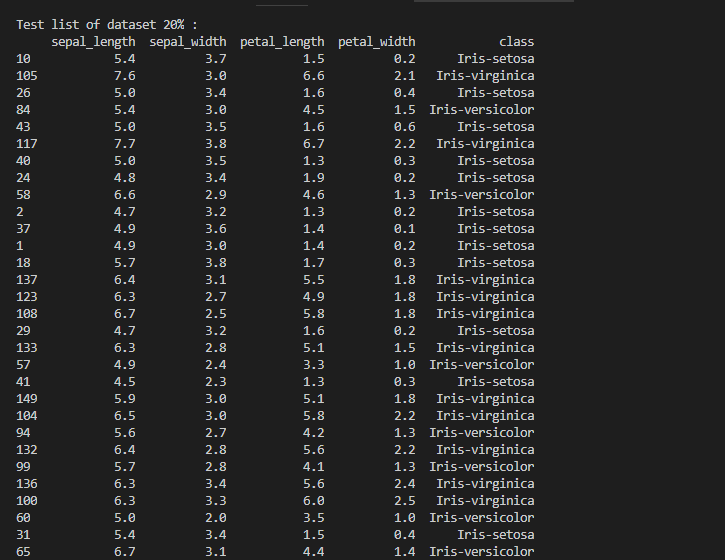 Test list of dataset 20% :
sepal_length sepal_width petal_length petal_width class
10 5.4 3.7 1.5 0.2 Iris-setosa
105 7.6 3.0 6.6 2.1 Iris-virginica
26 5.0 3.4 1.6 0.4 Iris-setosa
84 5.4 3.0 4.5 1.5 Iris-versicolor
43 5.0 3.5 1.6 0.6 Iris-setosa
117 7.7 3.8 6.7 2.2 Iris-virginica
40 5.0 3.5 1.3 0.3 Iris-setosa
24 4.8 3.4 1.9 0.2 Iris-setosa
58 6.6 2.9 4.6 1.3 Iris-versicolor
2 4.7 3.2 1.3 0.2 Iris-setosa
37 4.9 3.6 1.4 0.1 Iris-setosa
1 4.9 3.0 1.4 0.2 Iris-setosa
18 5.7 3.8 1.7 0.3 Iris-setosa
137 6.4 3.1 5.5 1.8 Iris-virginica
123 6.3 2.7 4.9 1.8 Iris-virginica
108 6.7 2.5 5.8 1.8 Iris-virginica
29 4.7 3.2 1.6 0.2 Iris-setosa
133 6.3 2.8 5.1 1.5 Iris-virginica
57 4.9 2.4 3.3 1.0 Iris-versicolor
41 4.5 2.3 1.3 0.3 Iris-setosa
149 5.9 3.0 5.1 1.8 Iris-virginica
104 6.5 3.0 5.8 2.2 Iris-virginica
94 5.6 2.7 4.2 1.3 Iris-versicolor
132 6.4 2.8 5.6 2.2 Iris-virginica
99 5.7 2.8 4.1 1.3 Iris-versicolor
136 6.3 3.4 5.6 2.4 Iris-virginica
100 6.3 3.3 6.0 2.5 Iris-virginica
60 5.0 2.0 3.5 1.0 Iris-versicolor
31 5.4 3.4 1.5 0.4 Iris-setosa
65 6.7 3.1 4.4 1.4 Iris-versicolor